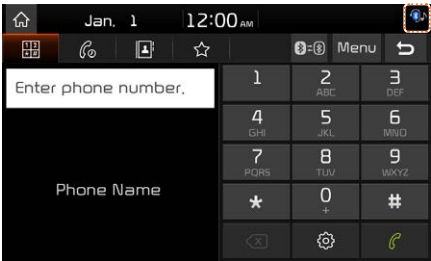 Jan. 1 12:00 AM
Menu
Enter phone number.
Phone Name
1 2 ABC 3 DEF
4 GHI 5 JKL 6 MNO
7 PQRS 8 TUV 9 WXYZ
* 0 + #